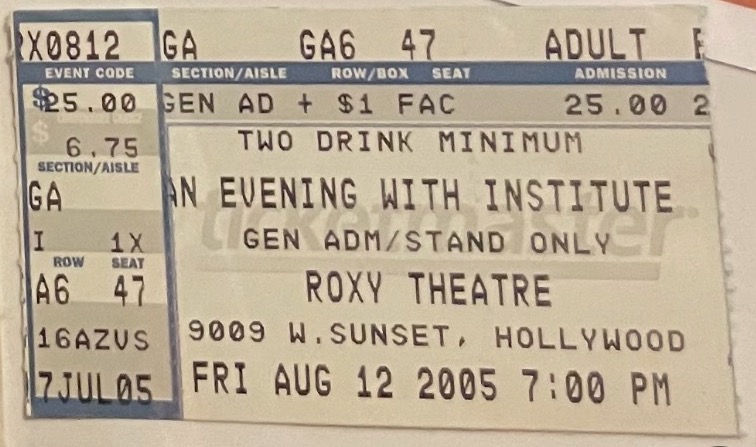 RX0812 GA GA6 47 ADULT
EVENT CODE SECTION/AISLE ROW/BOX SEAT ADMISSION
$25.00 GEN AD + $1 FAC 25.00
$ 6.75 TWO DRINK MINIMUM
SECTION/AISLE
GA AN EVENING WITH INSTITUTE
ticketmaster
I 1X GEN ADM/STAND ONLY
ROW SEAT
A6 47 ROXY THEATRE
16AZVS 9009 W.SUNSET, HOLLYWOOD
7JUL05 FRI AUG 12 2005 7:00 PM